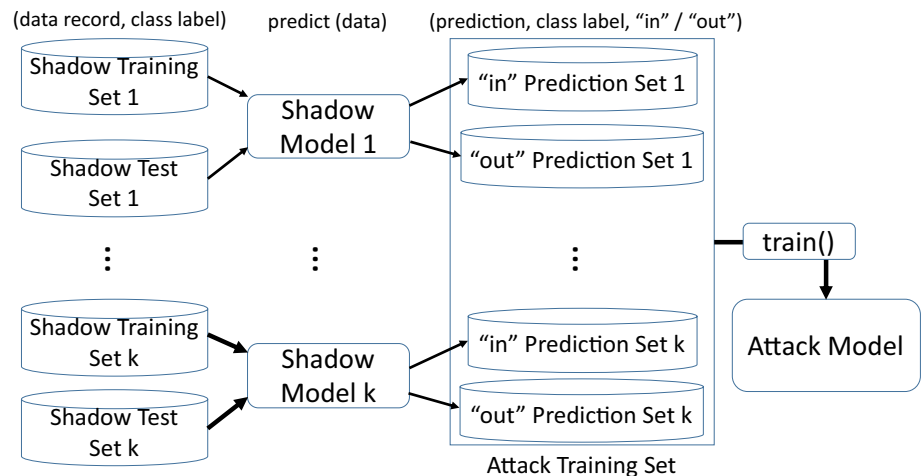 (data record, class label)
predict (data)
(prediction, class label, “in” / “out”)
Shadow Training
Set 1
Shadow Test
Set 1
Shadow
Model 1
“in” Prediction Set 1
“out” Prediction Set 1
train()
Attack Model
Shadow Training
Set k
Shadow Test
Set k
Shadow
Model k
“in” Prediction Set k
“out” Prediction Set k
Attack Training Set